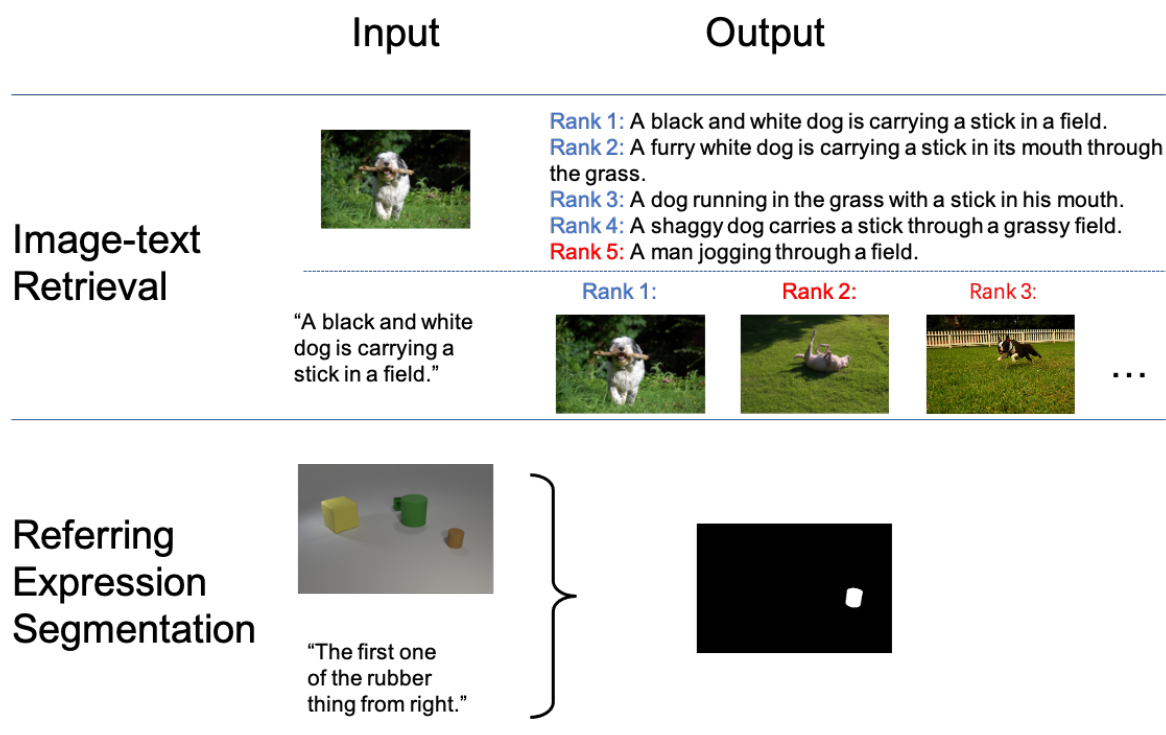 Input
Output
Image-text
Retrieval
Rank 1: A black and white dog is carrying a stick in a field.
Rank 2: A furry white dog is carrying a stick in its mouth through
the grass.
Rank 3: A dog running in the grass with a stick in his mouth.
Rank 4: A shaggy dog carries a stick through a grassy field.
Rank 5: A man jogging through a field.
“A black and white
dog is carrying a
stick in a field.”
Rank 1:
Rank 2:
Rank 3:
...
Referring
Expression
Segmentation
“The first one
of the rubber
thing from right.”